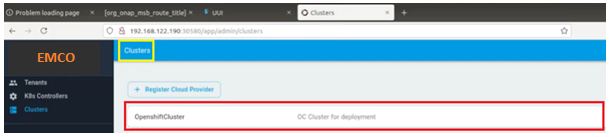 Problem loading page
[org_onap_msb_route_title]
UUI
Clusters
192.168.122.190:30580/app/admin/clusters
EMCO
Clusters
Tenants
K8s Controllers
Clusters
+ Register Cloud Provider
OpenshiftCluster
OC Cluster for deployment